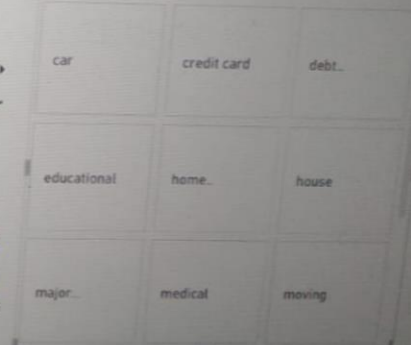 car
credit card
debt..
educational
home..
house
major...
medical
moving